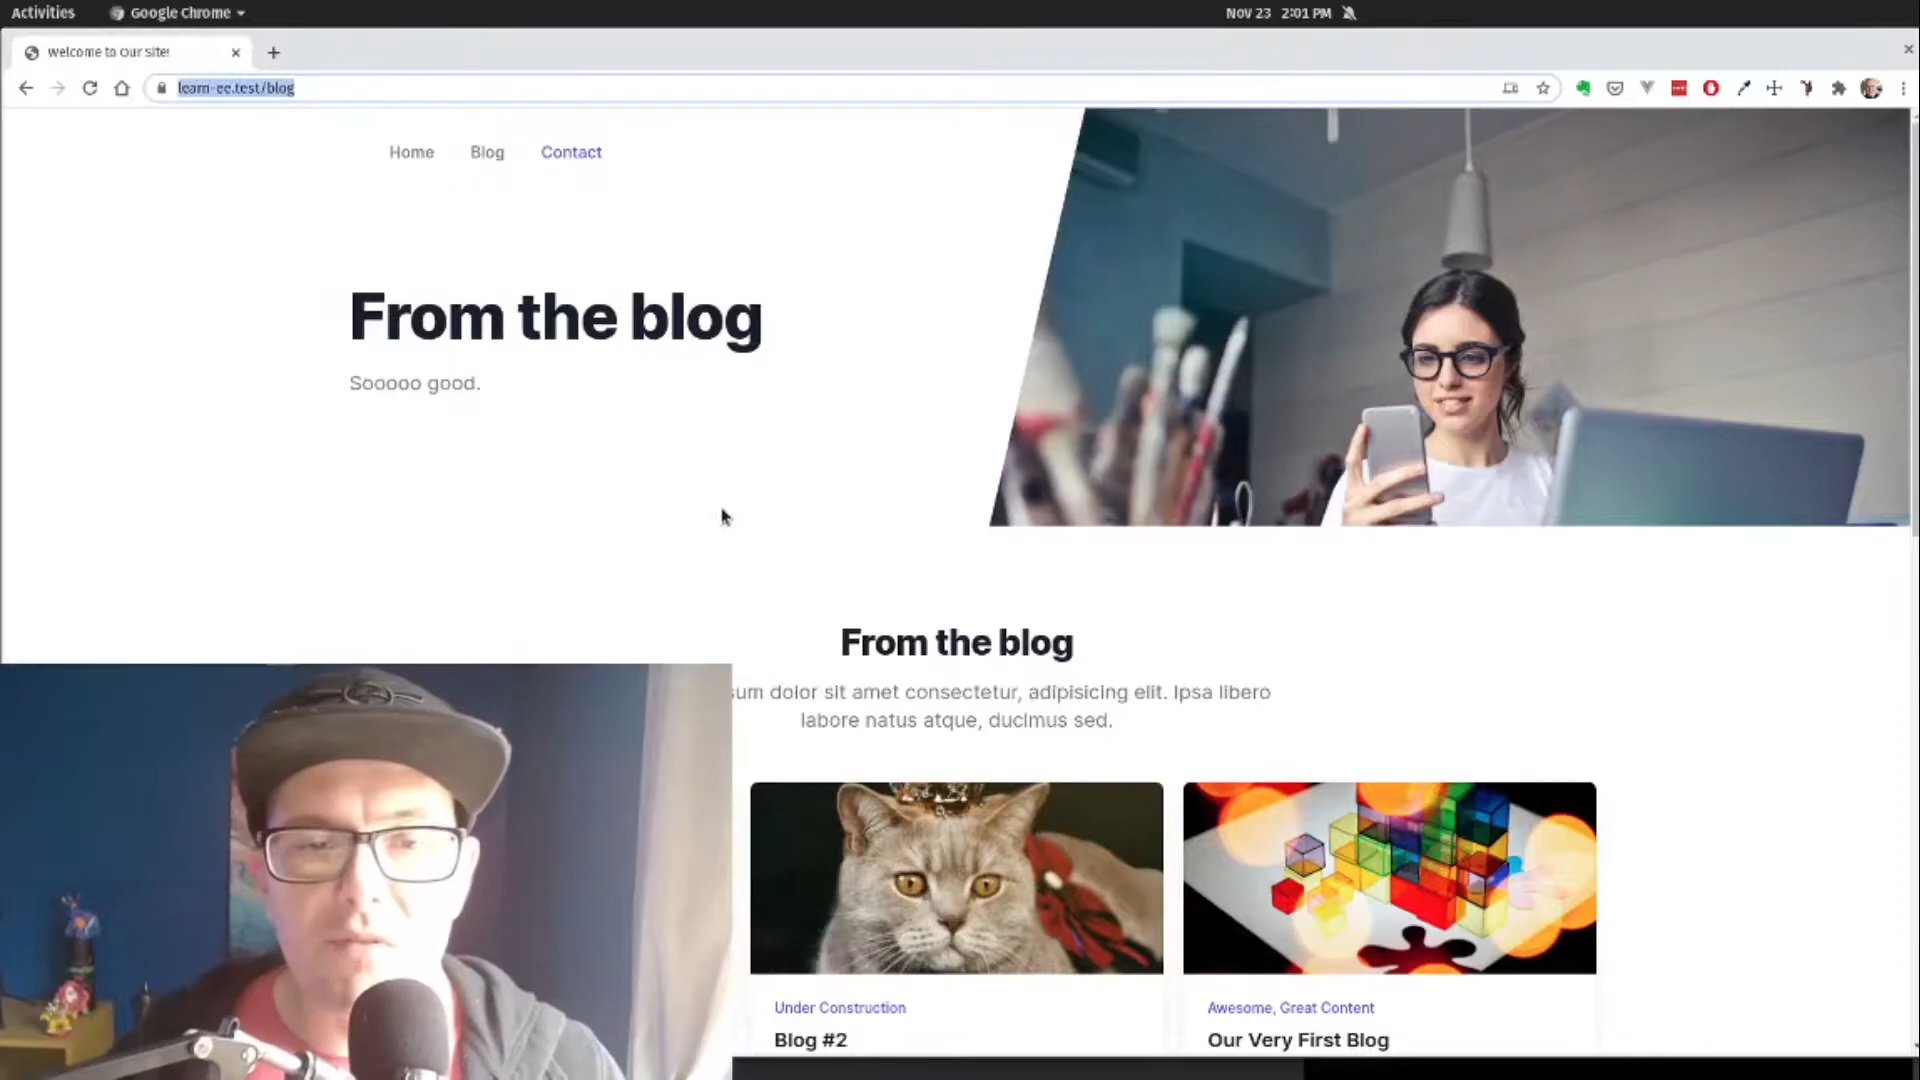 Activities
Google Chrome
Nov 23 2:01 PM
Welcome to Our Site!
learn-ee.test/blog
Home
Blog
Contact
From the blog
Sooooo good.
From the blog
sum dolor sit amet consectetur, adipisicing elit. Ipsa libero
labore natus atque, ducimus sed.
Under Construction
Blog #2
Awesome, Great Content
Our Very First Blog